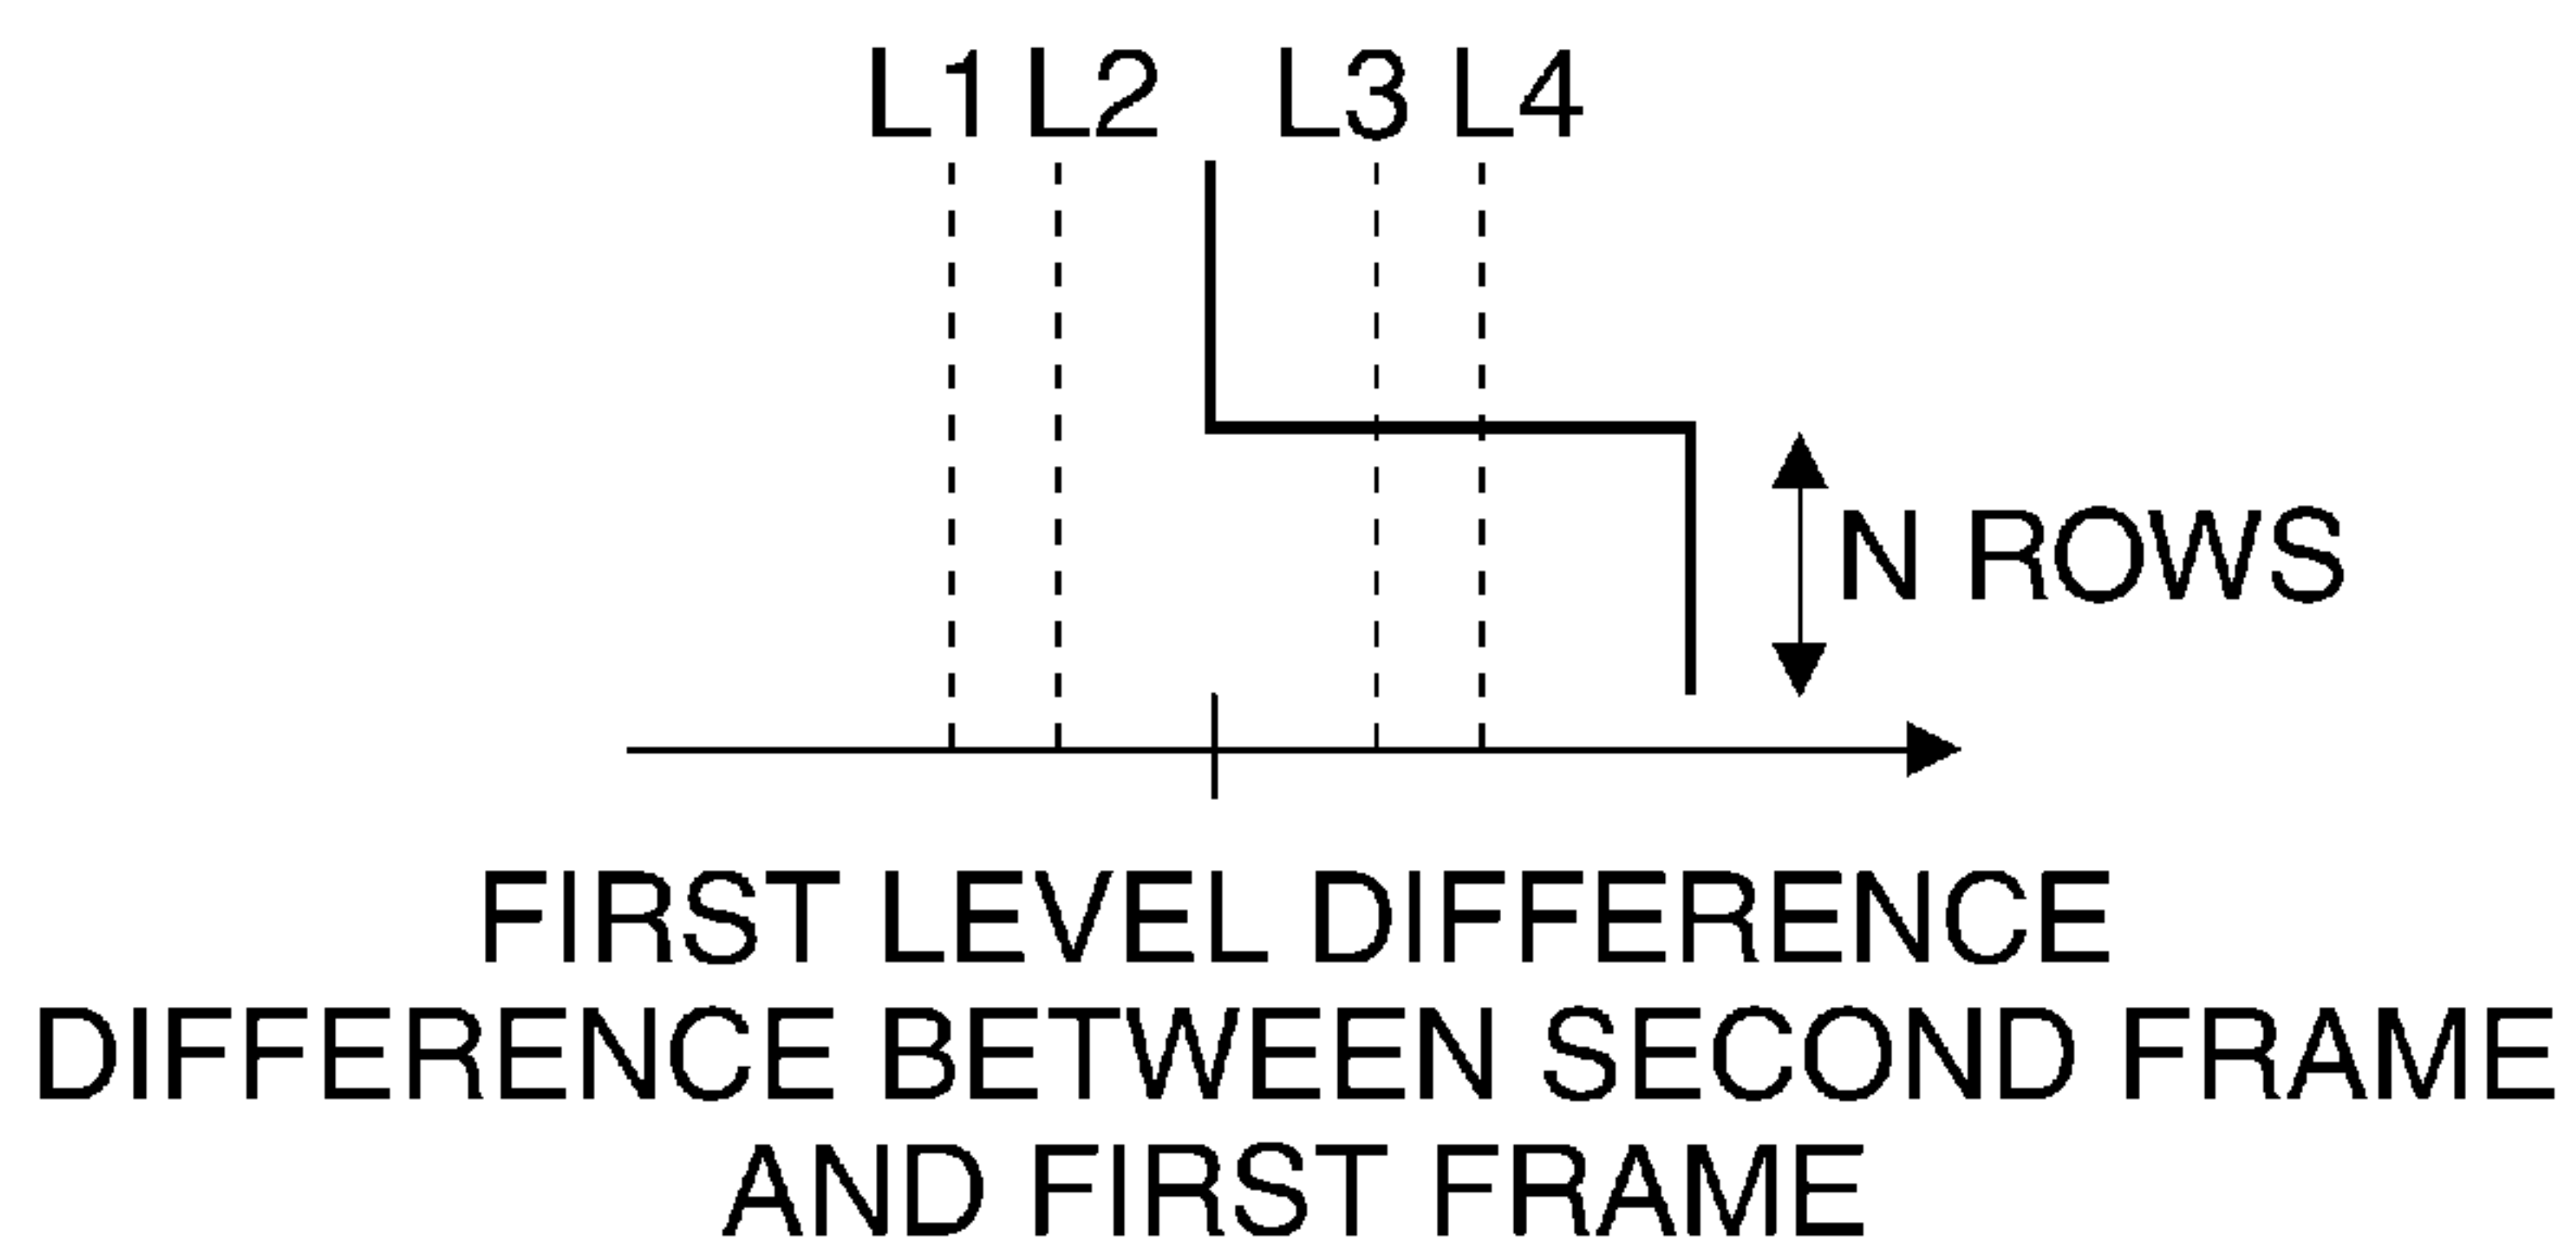 L1 L2 L3 L4
N ROWS
FIRST LEVEL DIFFERENCE
DIFFERENCE BETWEEN SECOND FRAME
AND FIRST FRAME